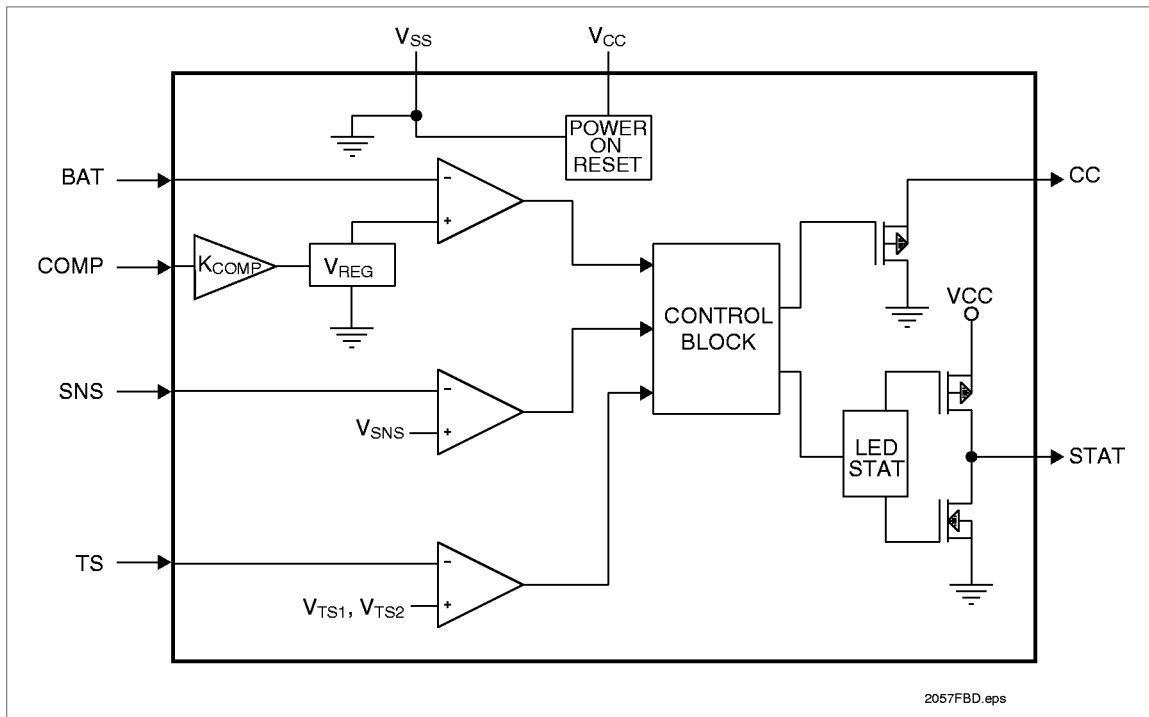 VSS
VCC
POWER
ON
RESET
BAT
-
+
CC
COMP
KCOMP
VREG
VCC
CONTROL
BLOCK
SNS
-
VSNS
+
LED
STAT
STAT
TS
-
VTS1, VTS2
+
2057FBD.eps